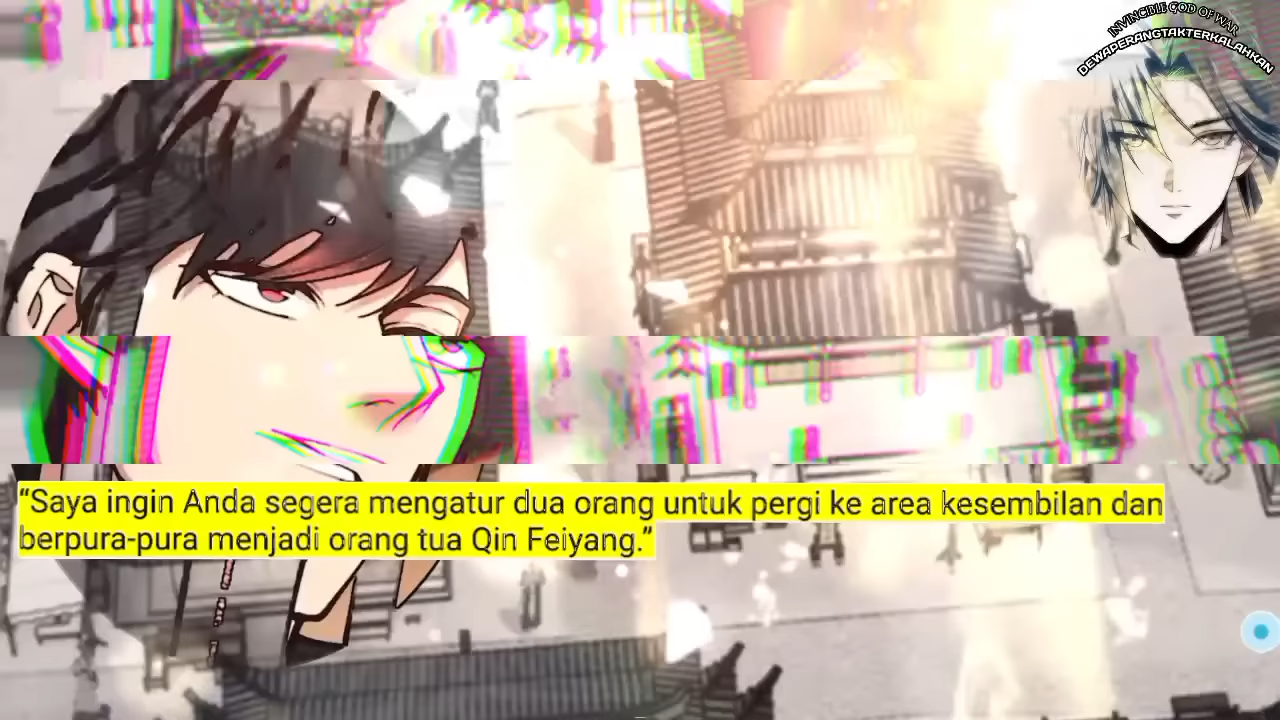 INVINCIBLE GOD OF WAR
DEWAPERANGTAKTERKALAHKAN
“Saya ingin Anda segera mengatur dua orang untuk pergi ke area kesembilan dan
berpura-pura menjadi orang tua Qin Feiyang.”